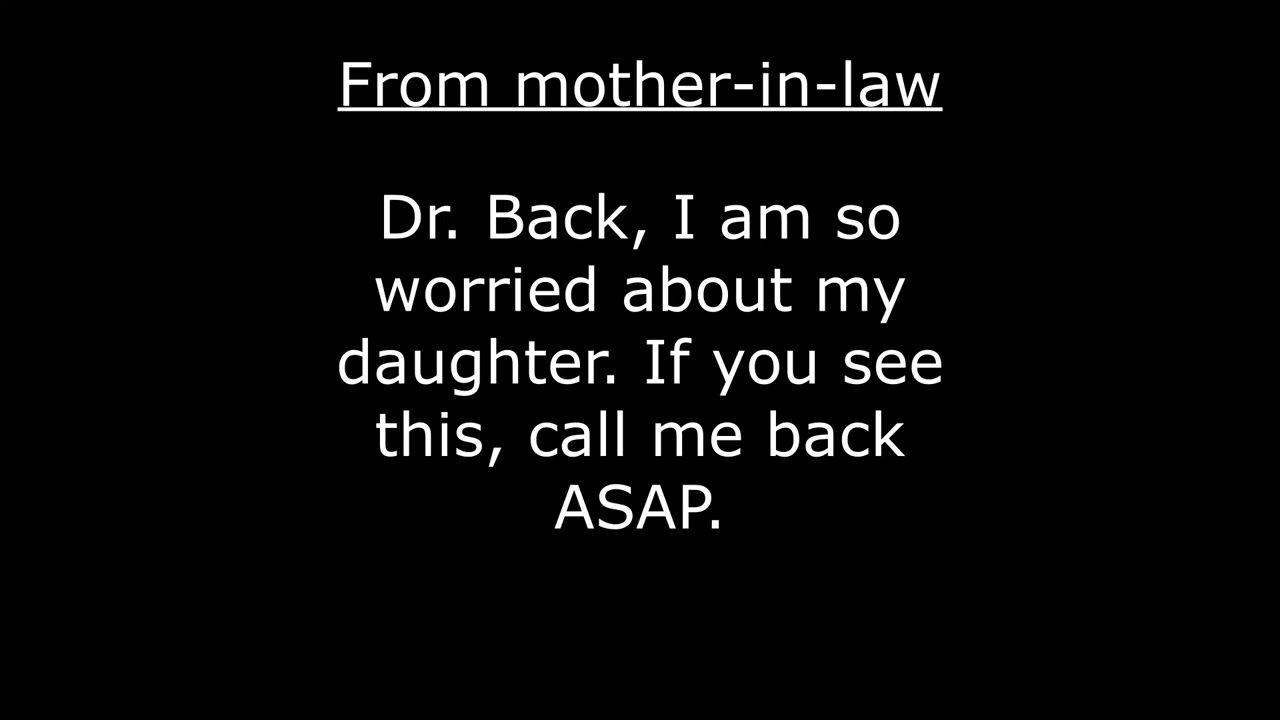 From mother-in-law
Dr. Back, I am so
worried about my
daughter. If you see
this, call me back
ASAP.